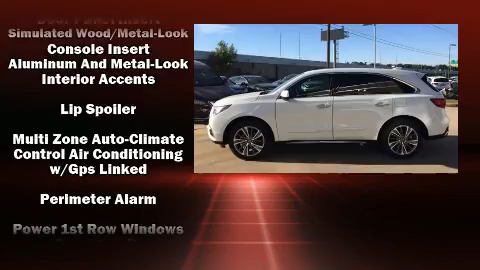 Simulated Wood/Metal-Look
Console Insert
Aluminum And Metal-Look
Interior Accents
Lip Spoiler
Multi Zone Auto-Climate
Control Air Conditioning
w/Gps Linked
Perimeter Alarm
Power 1st Row Windows